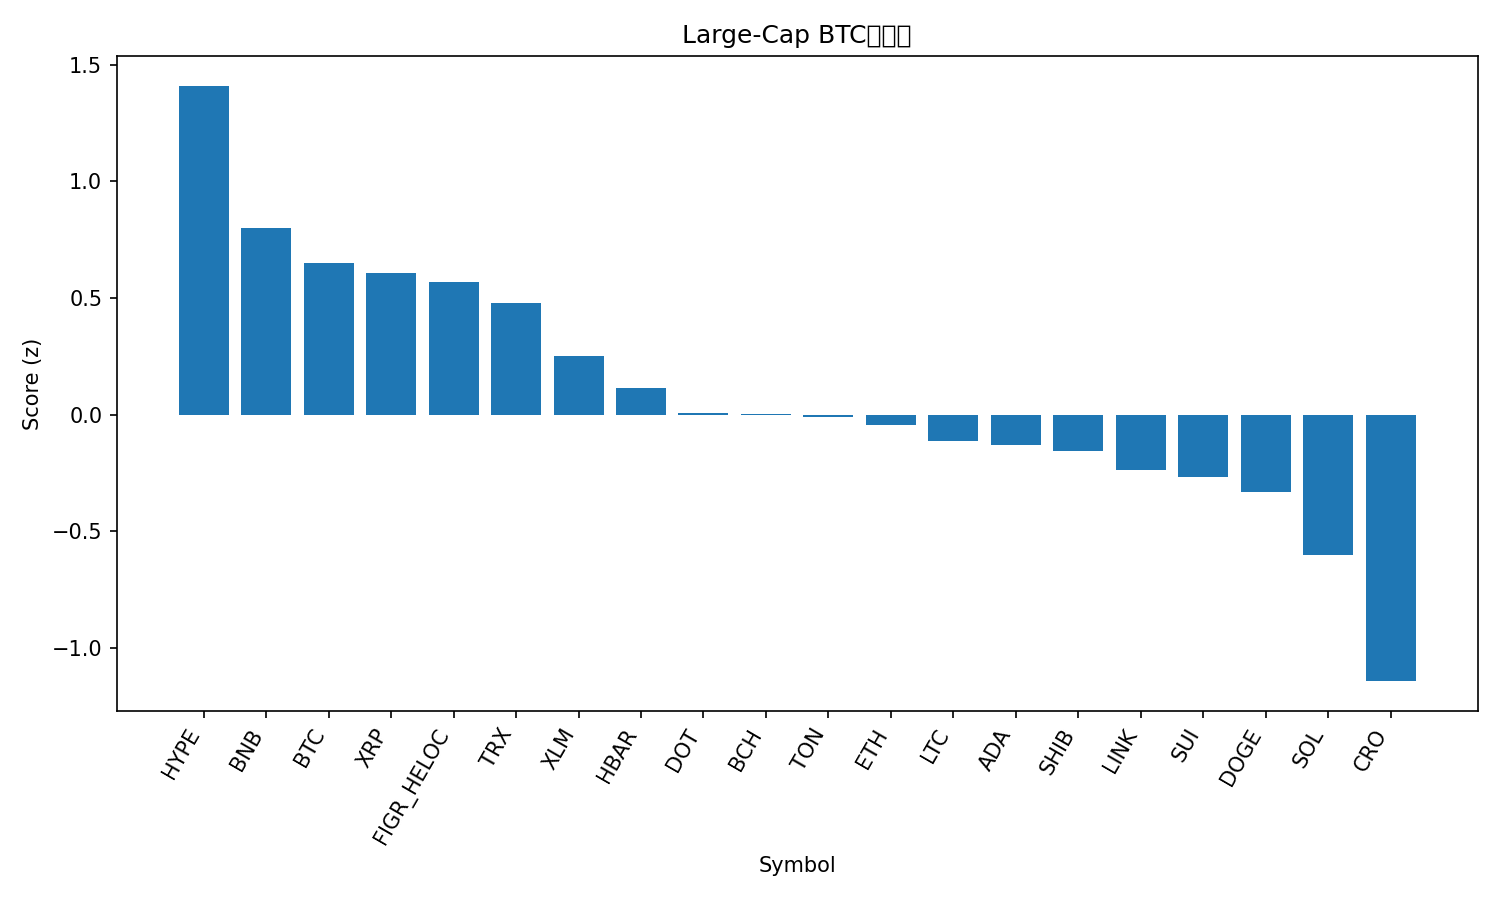 Large-Cap BTC
1.5
1.0
0.5
0.0
−0.5
−1.0
Score (z)
HYPE
BNB
BTC
XRP
FIGR_HELOC
TRX
XLM
HBAR
DOT
BCH
TON
ETH
LTC
ADA
SHIB
LINK
SUI
DOGE
SOL
CRO
Symbol